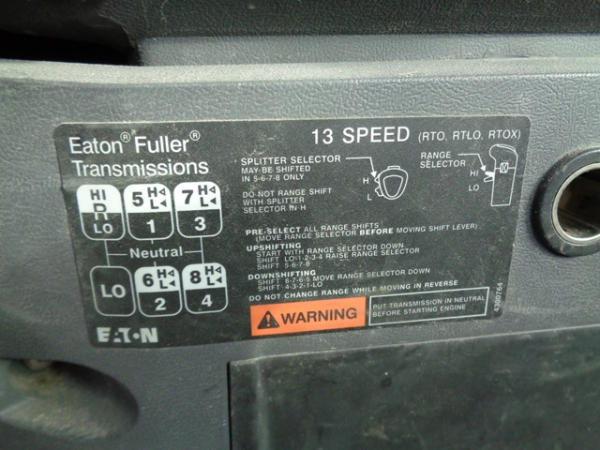 Eaton® Fuller®
Transmissions
13 SPEED (RTO, RTLO, RTOX)
SPLITTER SELECTOR
MAY BE SHIFTED
IN 5-6-7-8 ONLY
DO NOT RANGE SHIFT
WITH SPLITTER
SELECTOR IN H
H
L
RANGE
SELECTOR
HI
LO
HI
R
LO
5 H
L
1
7 H
L
3
Neutral
LO
6 H
L
2
8 H
L
4
PRE-SELECT ALL RANGE SHIFTS
(MOVE RANGE SELECTOR BEFORE MOVING SHIFT LEVER)
UPSHIFTING
START WITH RANGE SELECTOR DOWN
SHIFT LO-1-2-3-4 RAISE RANGE SELECTOR
SHIFT 5-6-7-8
DOWNSHIFTING
SHIFT 8-7-6-5 MOVE RANGE SELECTOR DOWN
SHIFT 4-3-2-1-LO
DO NOT CHANGE RANGE WHILE MOVING IN REVERSE
WARNING
PUT TRANSMISSION IN NEUTRAL
BEFORE STARTING ENGINE
4300764
EATON